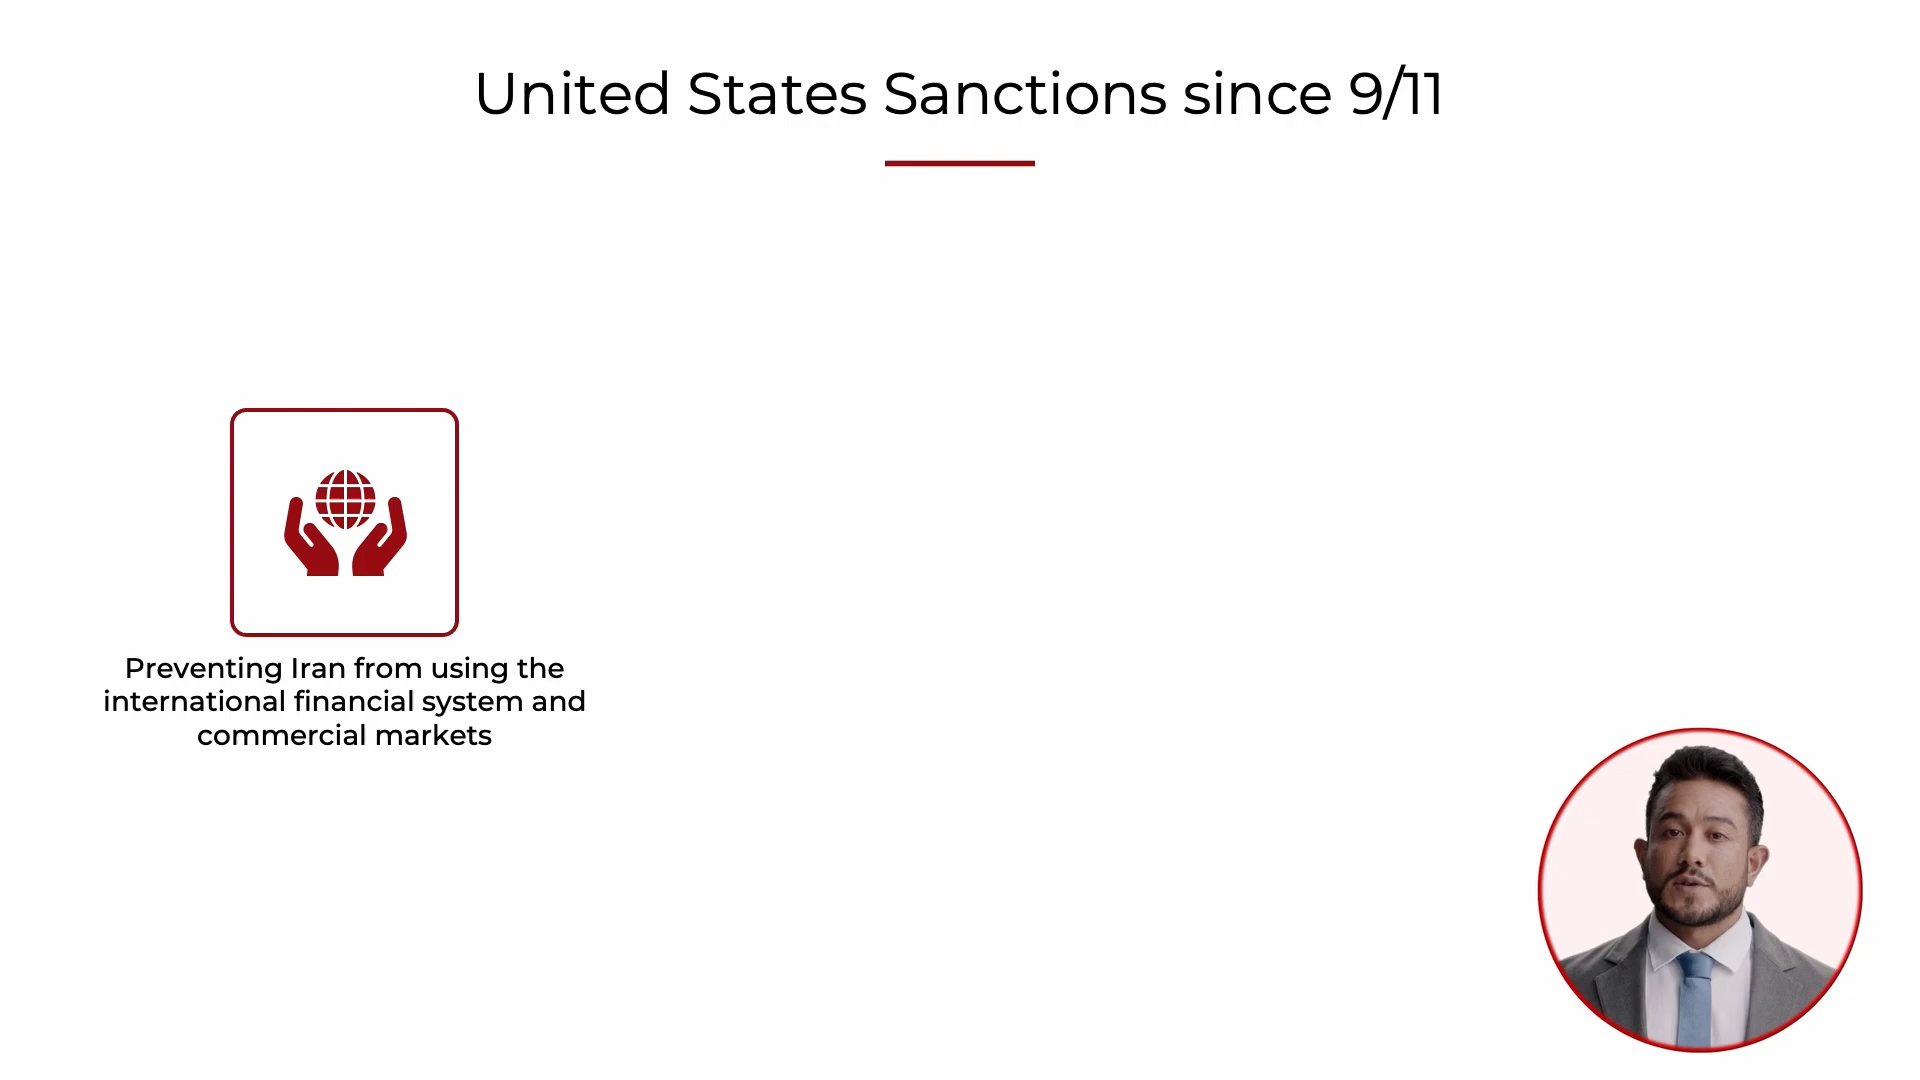 United States Sanctions since 9/11
Preventing Iran from using the
international financial system and
commercial markets